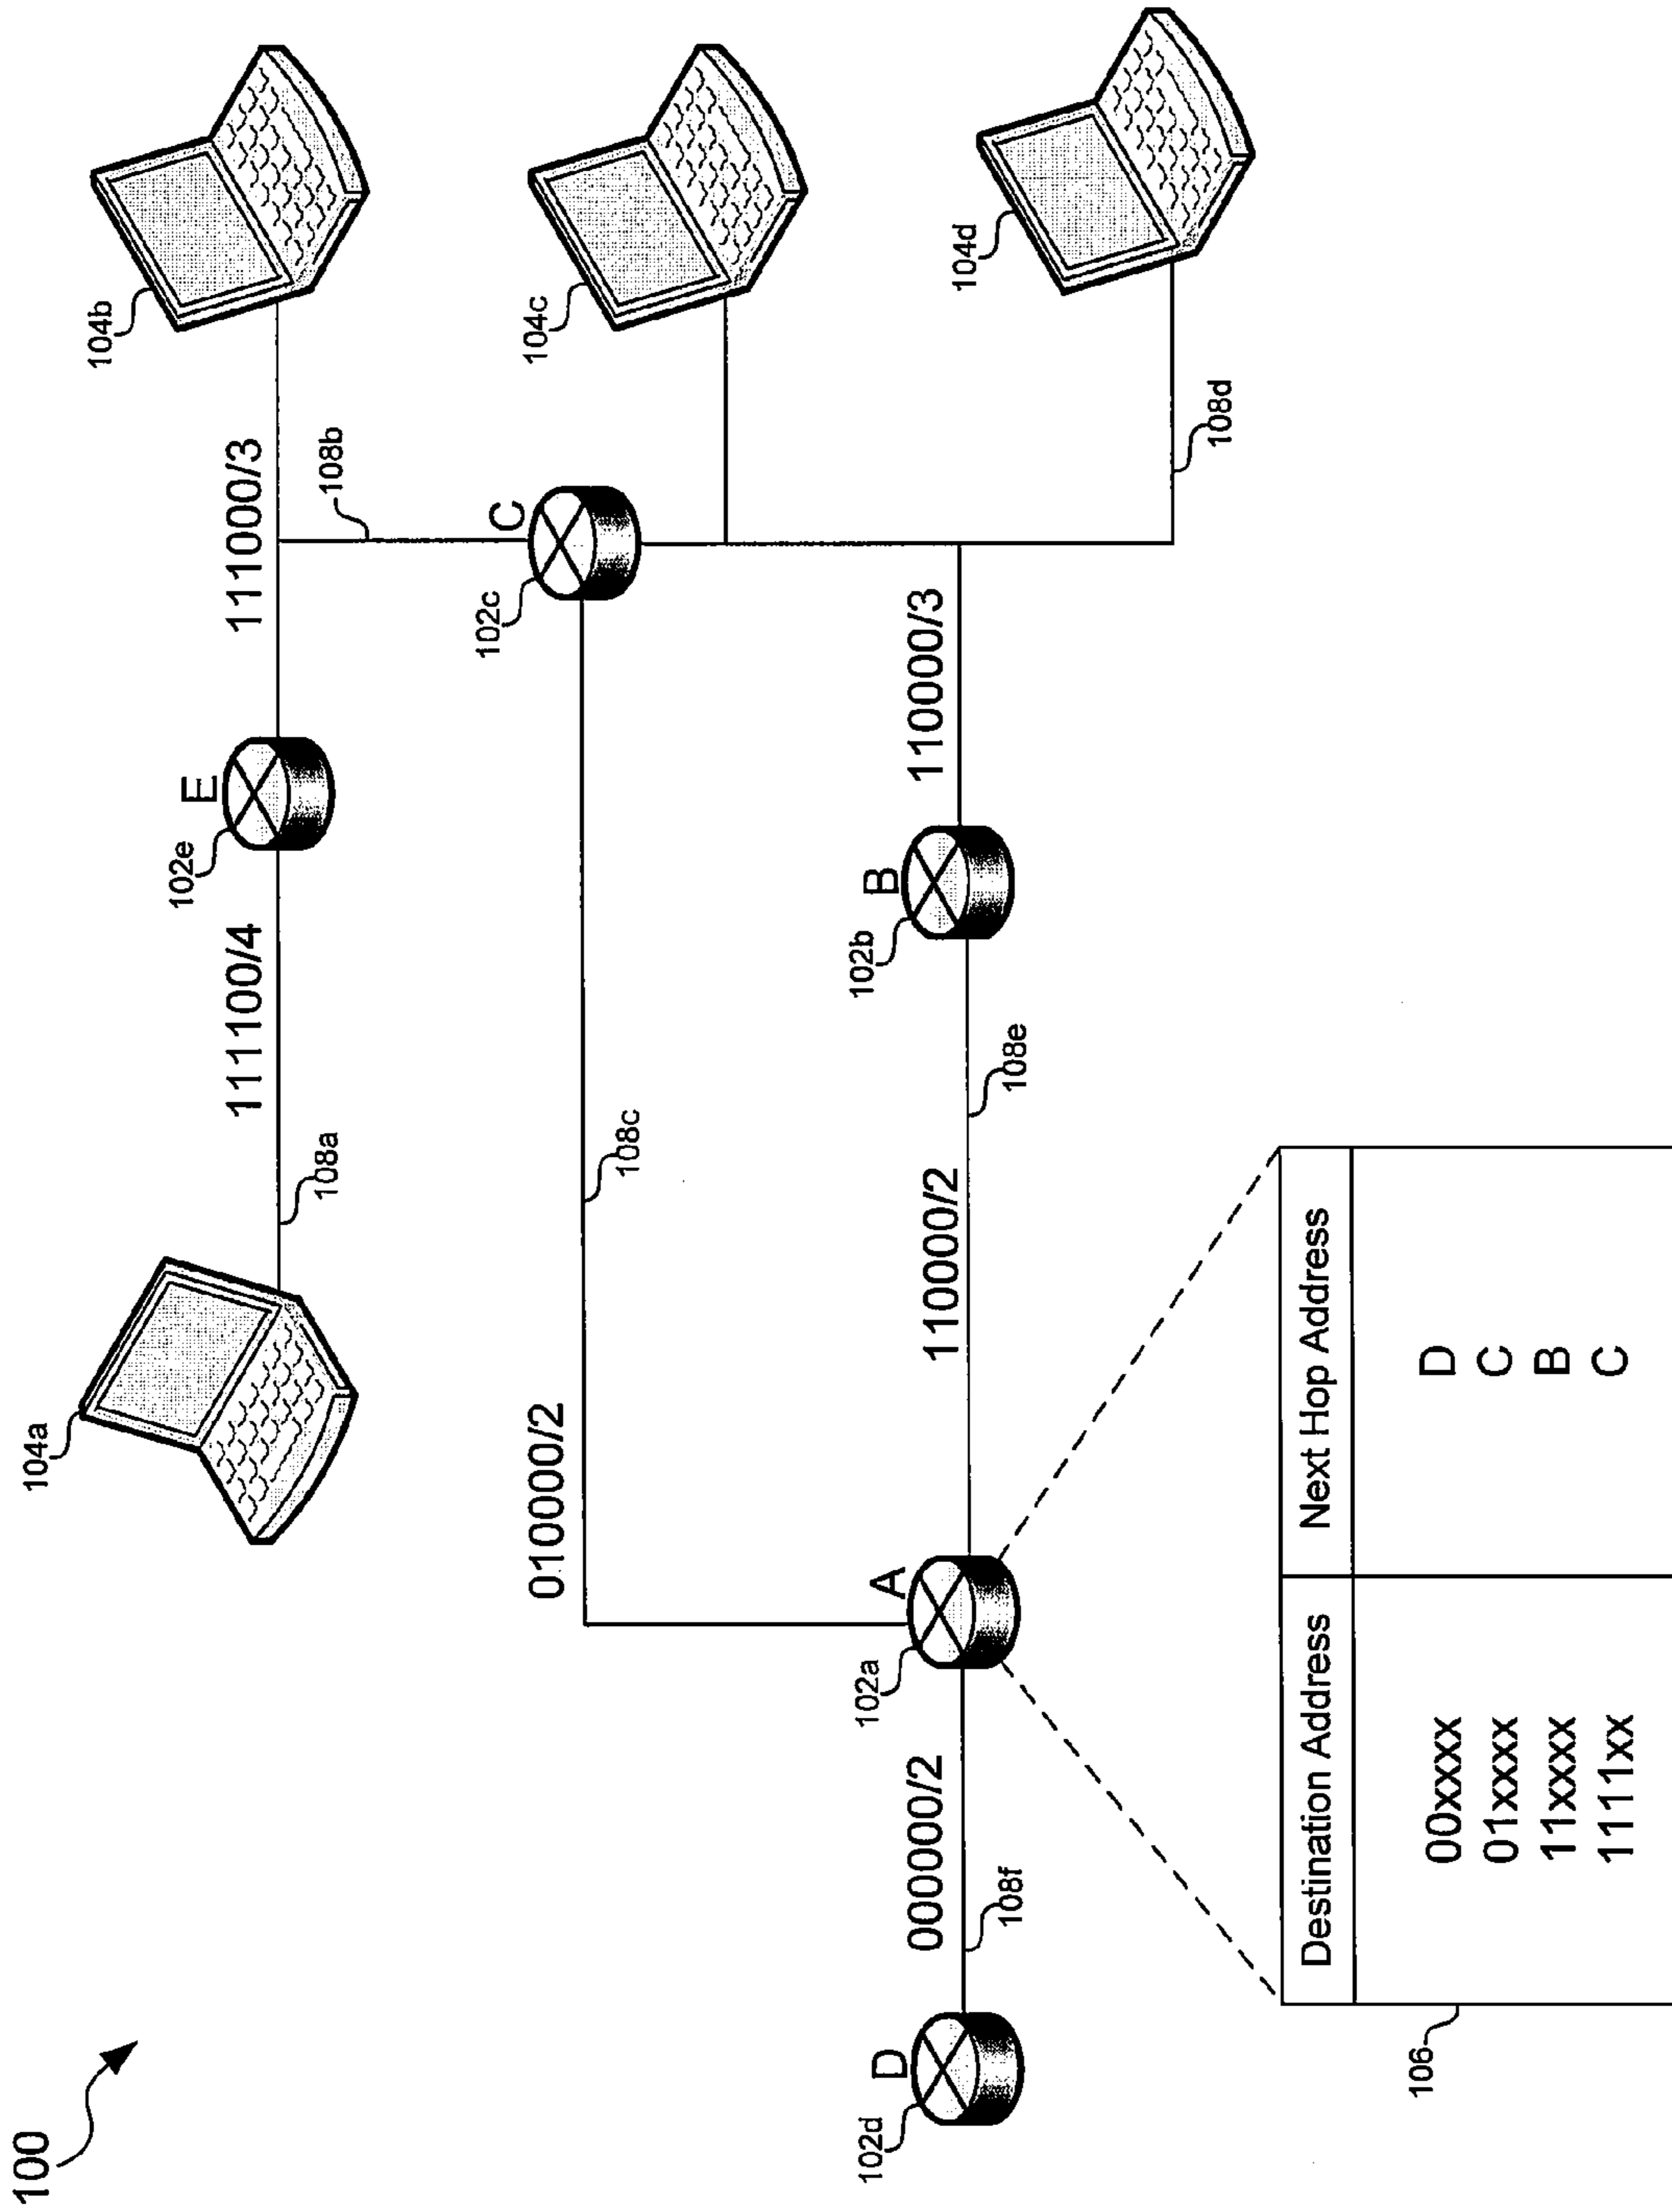 100
104a
104b
E
102e
111100/4
111000/3
108a
108b
104c
C
102c
010000/2
108c
D
102d
A
102a
B
102b
000000/2
110000/2
110000/3
104d
108f
108e
108d
Destination Address Next Hop Address
00xxxx D
01xxxx C
11xxxx B
1111xx C
106